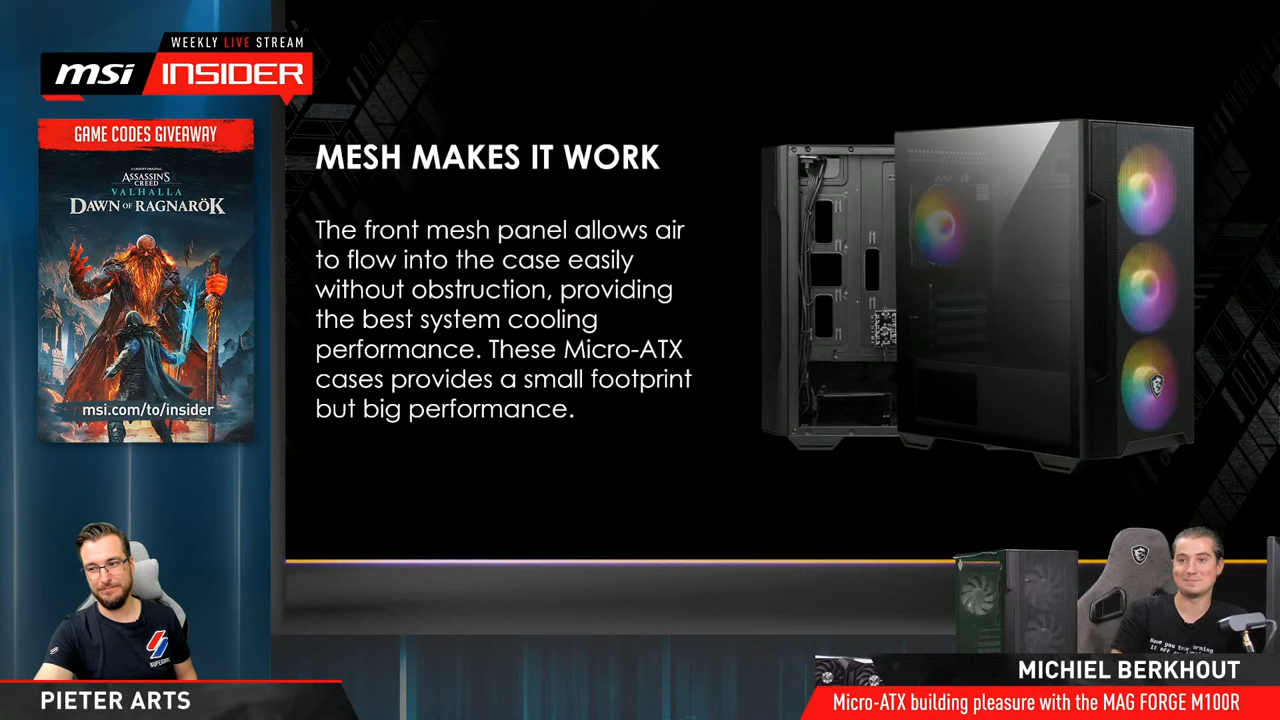 WEEKLY LIVE STREAM
msi INSIDER
GAME CODES GIVEAWAY
ASSASSIN'S
CREED
VALHALLA
DAWN OF RAGNARÖK
msi.com/to/insider
MESH MAKES IT WORK
The front mesh panel allows air
to flow into the case easily
without obstruction, providing
the best system cooling
performance. These Micro-ATX
cases provides a small footprint
but big performance.
PIETER ARTS
MICHIEL BERKHOUT
Micro-ATX building pleasure with the MAG FORGE M100R